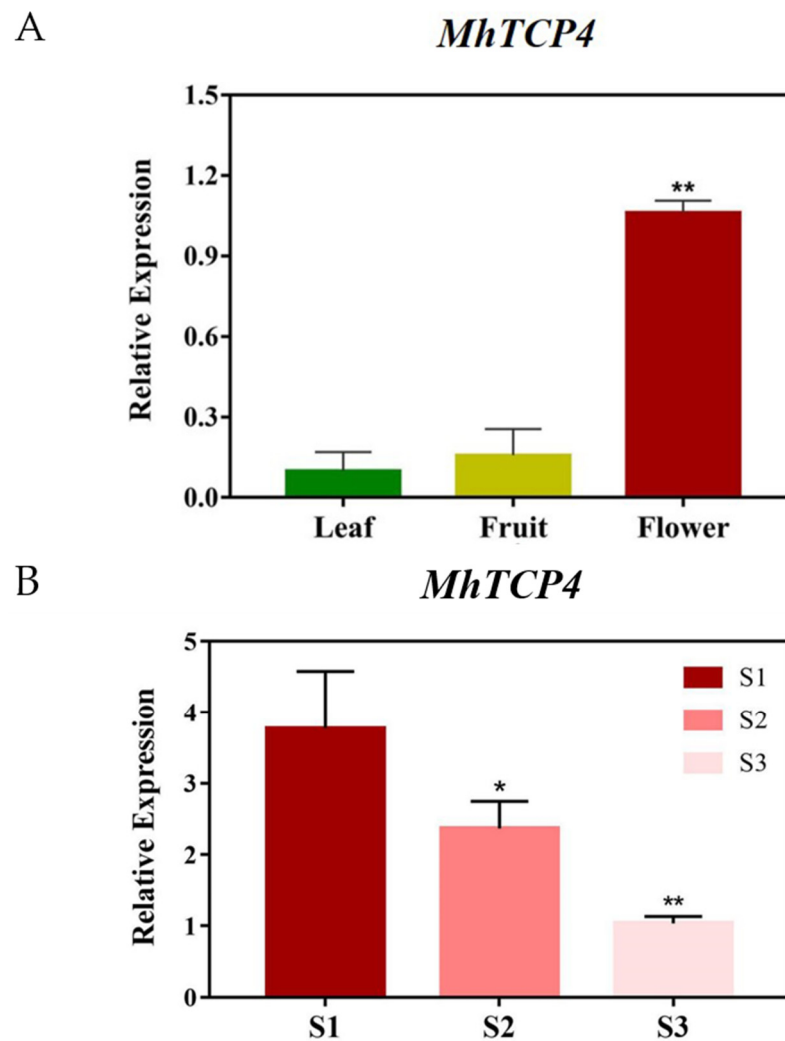 A
MhTCP4
Relative Expression
1.5
1.2
0.9
0.6
0.3
0.0
**
Leaf Fruit Flower
B
MhTCP4
Relative Expression
5
4
3
2
1
0
*
**
S1
S2
S3
S1 S2 S3